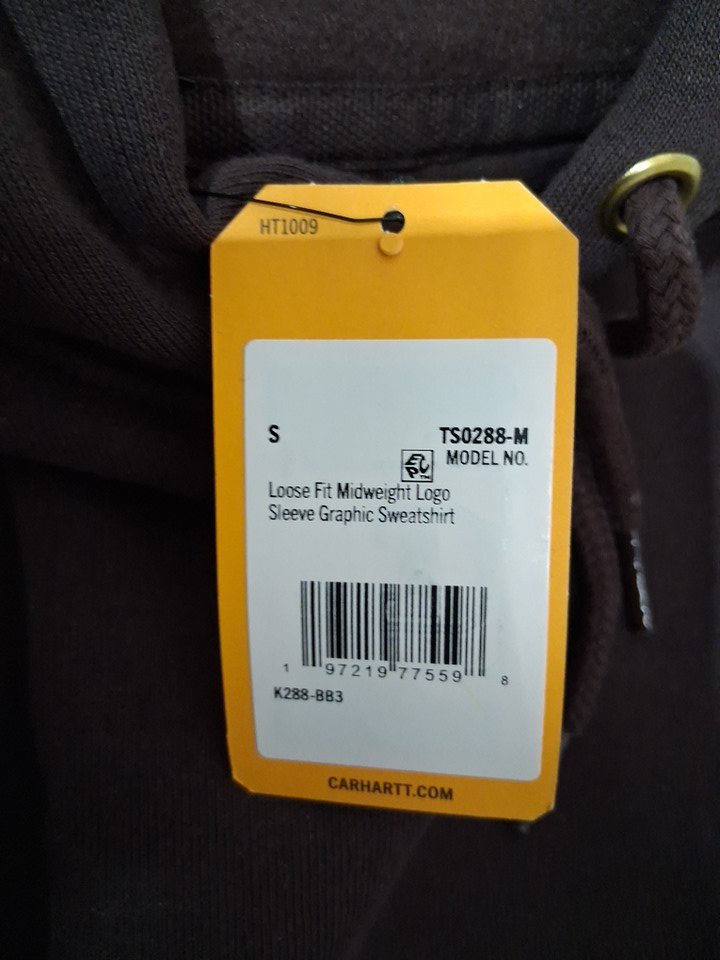 HT1009
S
TS0288-M
MODEL NO.
Loose Fit Midweight Logo
Sleeve Graphic Sweatshirt
1 97219 77559 8
K288-BB3
CARHARTT.COM